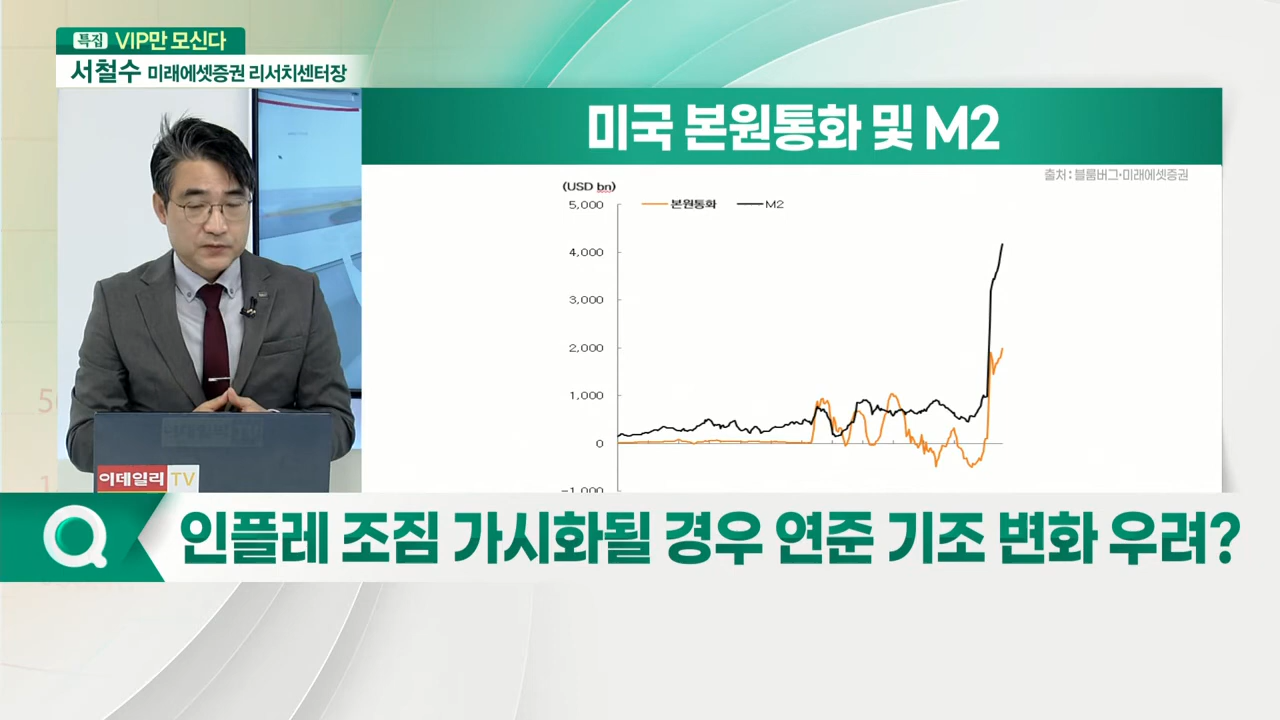 특집 VIP만 모신다
서철수 미래에셋증권 리서치센터장
미국 본원통화 및 M2
출처 : 블룸버그·미래에셋증권
(USD bn)
본원통화 M2
5,000
4,000
3,000
2,000
1,000
0
-1,000
이데일리 TV
Q 인플레 조짐 가시화될 경우 연준 기조 변화 우려?